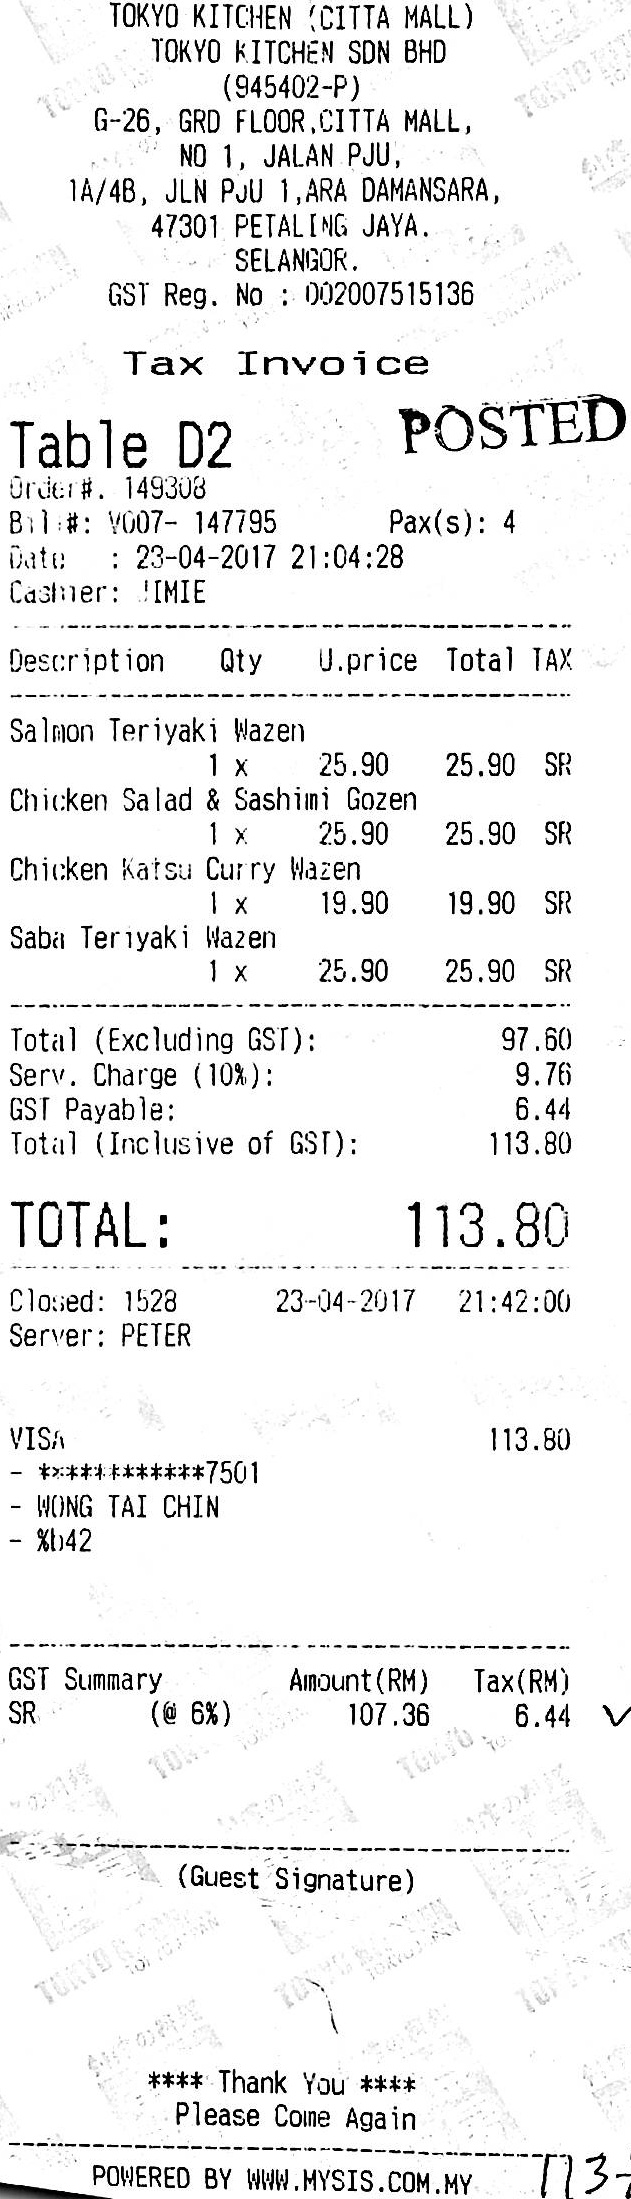 TOKYO KITCHEN (CITTA MALL)
TOKYO KITCHEN SDN BHD
(945402-P)
G-26, GRD FLOOR,CITTA MALL,
NO 1, JALAN PJU,
1A/4B, JLN PJU 1,ARA DAMANSARA,
47301 PETALING JAYA.
SELANGOR.
GST Reg. No : 002007515136
Tax Invoice
POSTED
Table D2
Order#. 149308
Bill#: V007- 147795 Pax(s): 4
Date : 23-04-2017 21:04:28
Cashier: JIMIE
Description Qty U.price Total TAX
Salmon Teriyaki Wazen
1 x 25.90 25.90 SR
Chicken Salad & Sashimi Gozen
1 x 25.90 25.90 SR
Chicken Katsu Curry Wazen
1 x 19.90 19.90 SR
Saba Teriyaki Wazen
1 x 25.90 25.90 SR
Total (Excluding GST): 97.60
Serv. Charge (10%): 9.76
GST Payable: 6.44
Total (Inclusive of GST): 113.80
TOTAL: 113.80
Closed: 1528 23-04-2017 21:42:00
Server: PETER
VISA 113.80
- ************7501
- WONG TAI CHIN
- %b42
GST Summary Amount(RM) Tax(RM)
SR (@ 6%) 107.36 6.44
(Guest Signature)
**** Thank You ****
Please Come Again
POWERED BY WWW.MYSIS.COM.MY